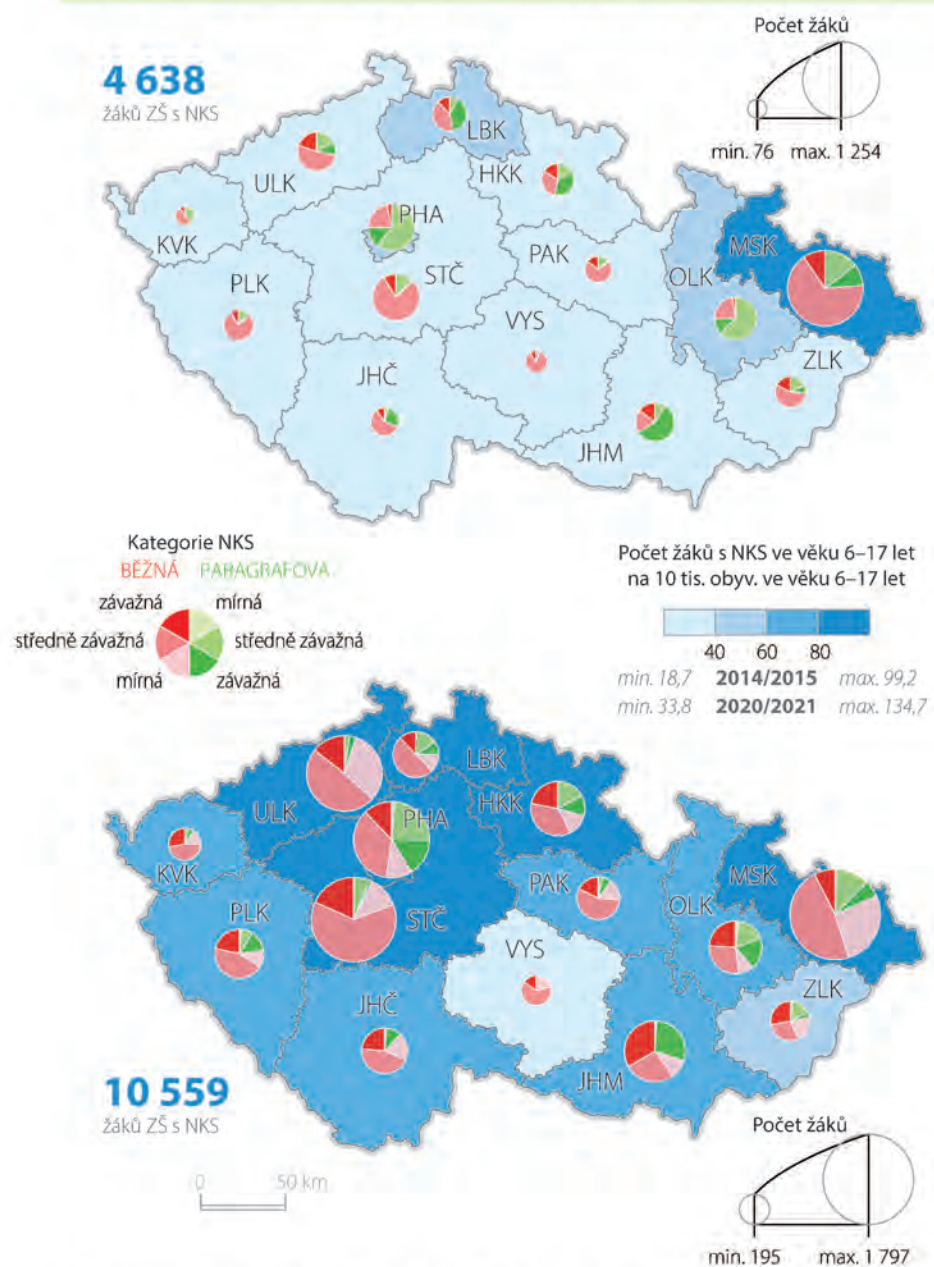 4 638
žáků ZŠ s NKS
Počet žáků
min. 76 max. 1 254
LBK
ULK
HKK
KVK
PHA
MSK
PAK
OLK
STČ
PLK
VYS
ZLK
JHČ
JHM
Kategorie NKS
BĚŽNÁ PARAGRAFOVÁ
závažná mírná
středně závažná středně závažná
mírná závažná
Počet žáků s NKS ve věku 6–17 let
na 10 tis. obyv. ve věku 6–17 let
40 60 80
min. 18,7 2014/2015 max. 99,2
min. 33,8 2020/2021 max. 134,7
LBK
ULK
HKK
PHA
KVK
PAK
MSK
OLK
PLK
STČ
VYS
ZLK
JHČ
JHM
10 559
žáků ZŠ s NKS
0 50 km
Počet žáků
min. 195 max. 1 797